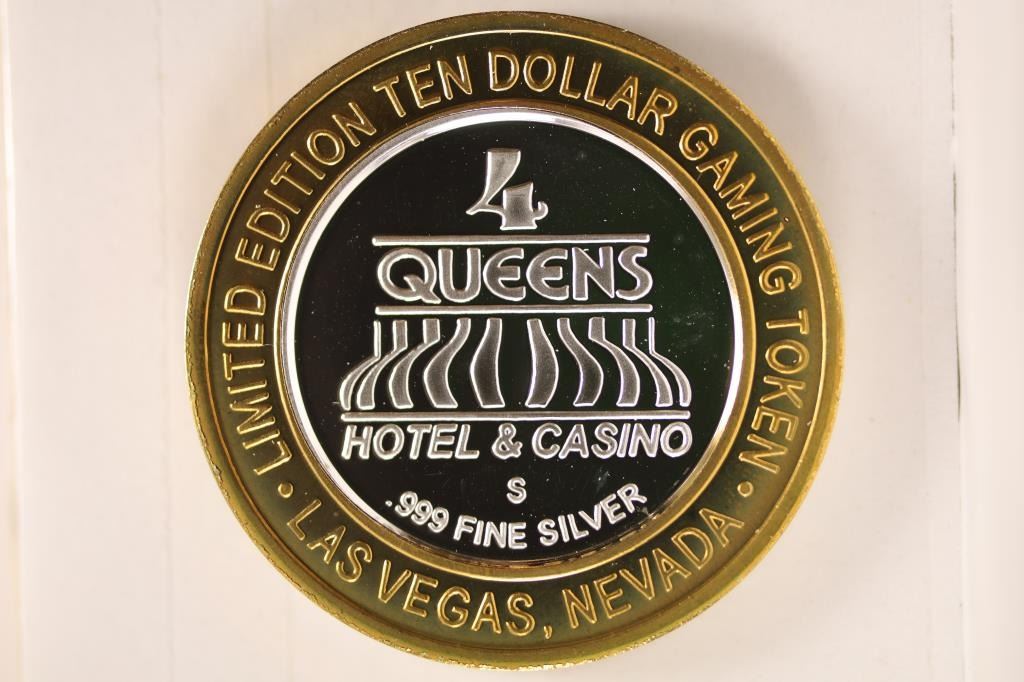 LIMITED EDITION TEN DOLLAR GAMING TOKEN
4
QUEENS
HOTEL & CASINO
S
.999 FINE SILVER
• LAS VEGAS, NEVADA •